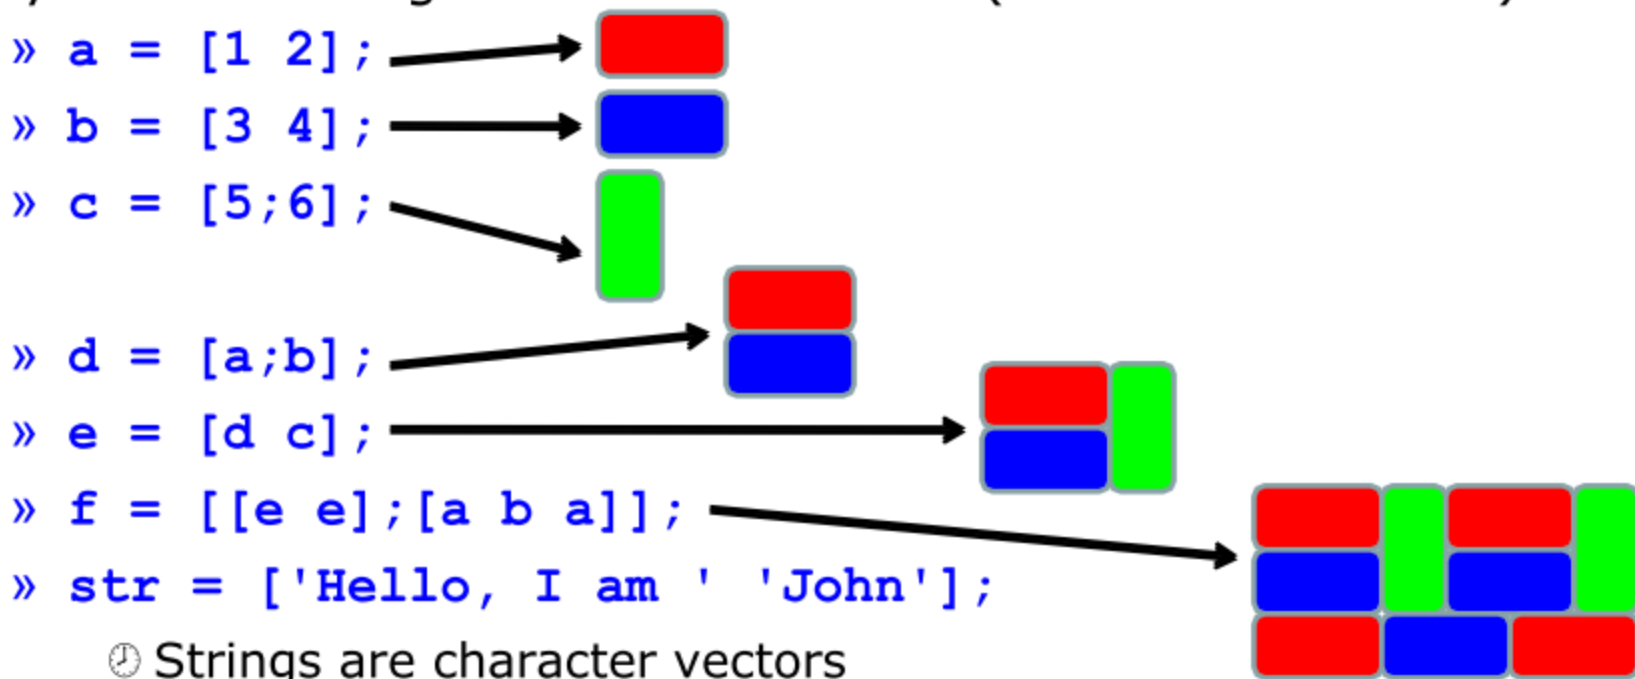 » a = [1 2];
» b = [3 4];
» c = [5;6];
» d = [a;b];
» e = [d c];
» f = [[e e];[a b a]];
» str = ['Hello, I am ' 'John'];
Strings are character vectors